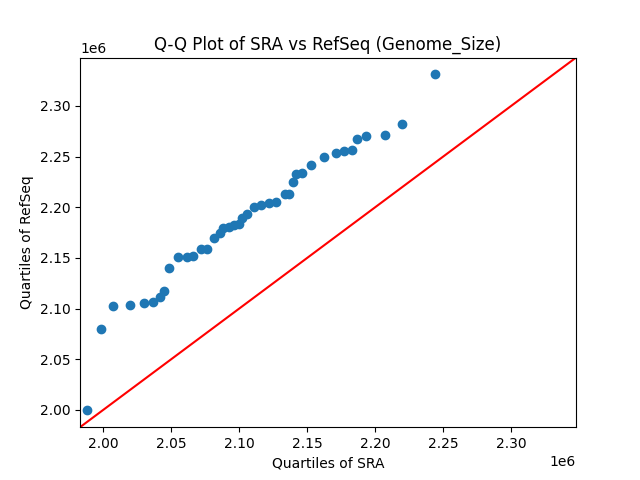 Q-Q Plot of SRA vs RefSeq (Genome_Size)
1e6
2.30
2.25
2.20
2.15
2.10
2.05
2.00
Quartiles of RefSeq
2.00 2.05 2.10 2.15 2.20 2.25 2.30
Quartiles of SRA
1e6